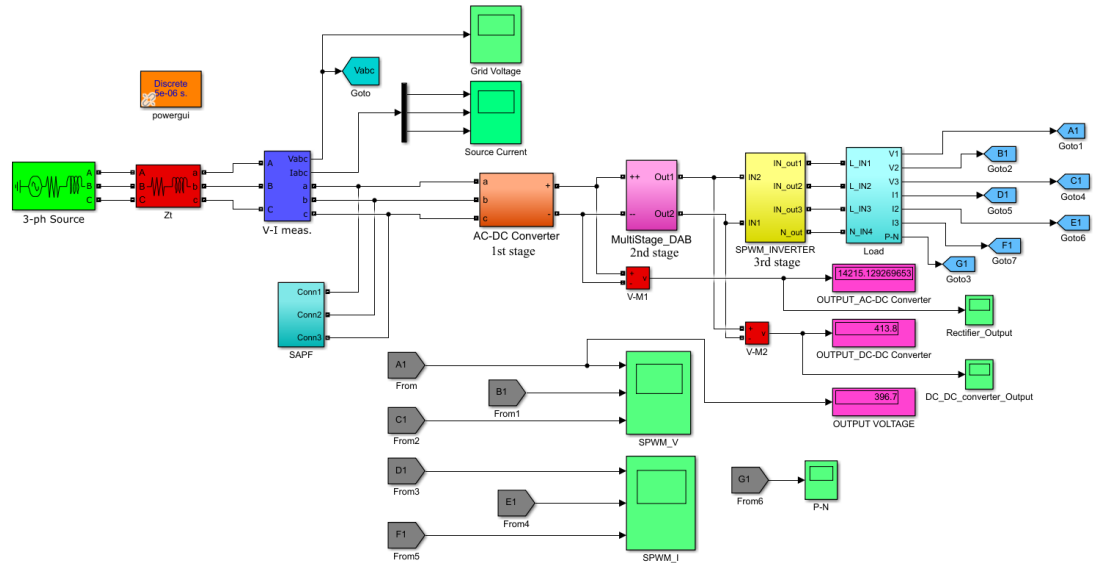 Grid Voltage
Vabc
Goto
Discrete
5e-06 s.
powergui
Source Current
A
B
C
3-ph Source
A
B
C
a
b
c
Zt
A
B
C
Vabc
Iabc
a
b
c
V-I meas.
a
b
c
+
-
AC-DC Converter
1st stage
++
--
Out1
Out2
MultiStage_DAB
2nd stage
IN2
IN1
IN_out1
IN_out2
IN_out3
N_out
SPWM_INVERTER
3rd stage
L_IN1
L_IN2
L_IN3
N_IN4
V1
V2
V3
I1
I2
I3
P-N
Load
A1
Goto1
B1
Goto2
C1
Goto4
D1
Goto5
E1
Goto6
F1
Goto7
G1
Goto3
Conn1
Conn2
Conn3
SAPF
+
-
v
V-M1
14215.129269653
OUTPUT_AC-DC Converter
Rectifier_Output
+
-
v
V-M2
413.8
OUTPUT_DC-DC Converter
DC_DC_converter_Output
396.7
OUTPUT VOLTAGE
A1
From
B1
From1
C1
From2
SPWM_V
D1
From3
E1
From4
F1
From5
SPWM_I
G1
From6
P-N